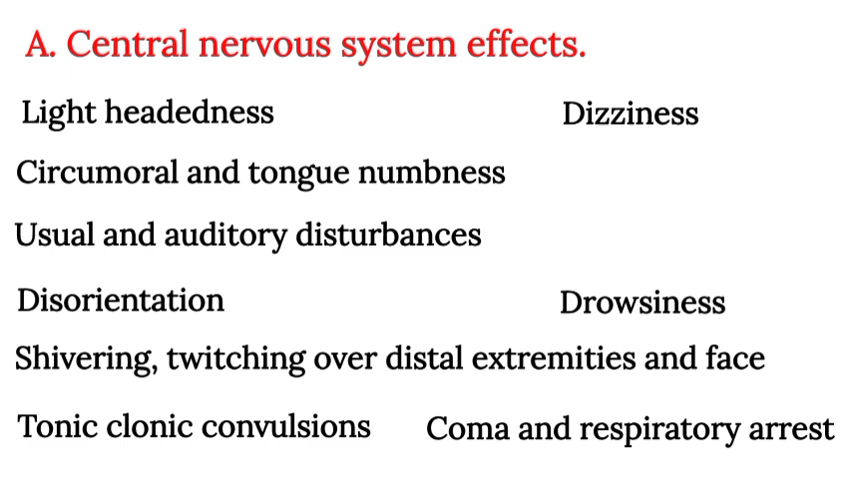 A. Central nervous system effects.
Light headedness Dizziness
Circumoral and tongue numbness
Usual and auditory disturbances
Disorientation Drowsiness
Shivering, twitching over distal extremities and face
Tonic clonic convulsions Coma and respiratory arrest